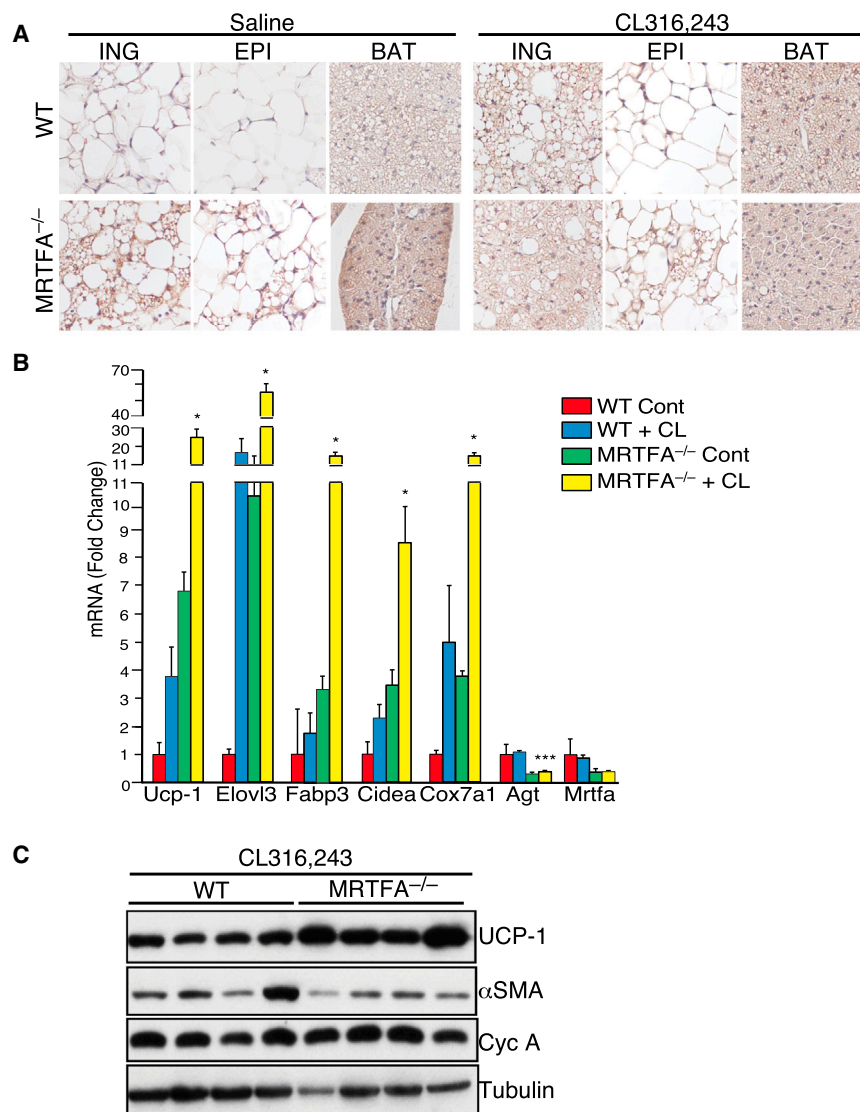 A
Saline
CL316,243
ING EPI BAT ING EPI BAT
WT
MRTFA–/–
B
70
40
30
20
11
11
10
9
8
7
6
5
4
3
2
1
0
mRNA (Fold Change)
* * * * * ***
WT Cont
WT + CL
MRTFA–/– Cont
MRTFA–/– + CL
Ucp-1 Elovl3 Fabp3 Cidea Cox7a1 Agt Mrtfa
C
CL316,243
WT MRTFA–/–
UCP-1
αSMA
Cyc A
Tubulin